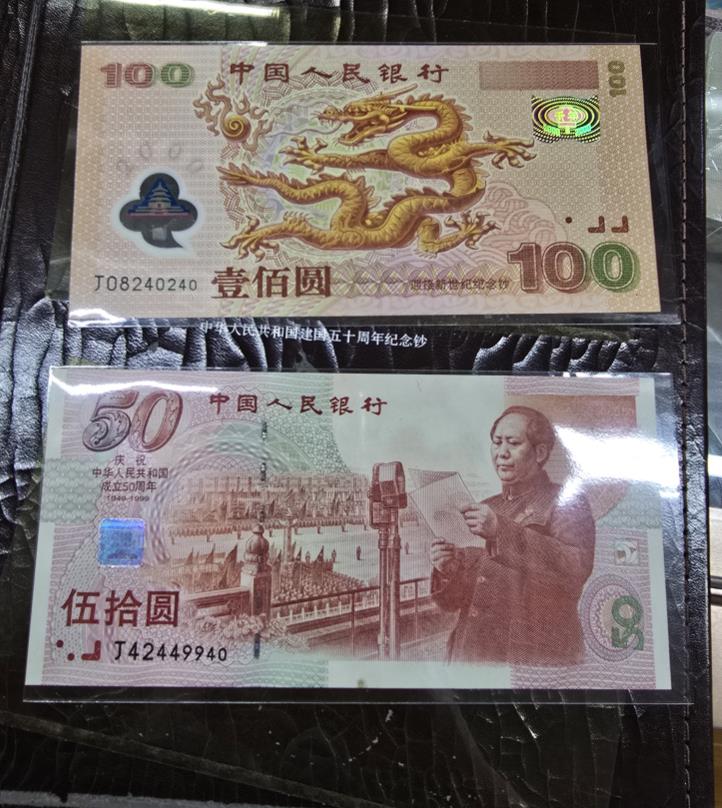 100 中国人民银行 100
2000
J08240240 壹佰圆 迎接新世纪纪念钞 100
中华人民共和国建国五十周年纪念钞
50 中国人民银行
庆祝
中华人民共和国
成立50周年
1949-1999
伍拾圆 50
J42449940